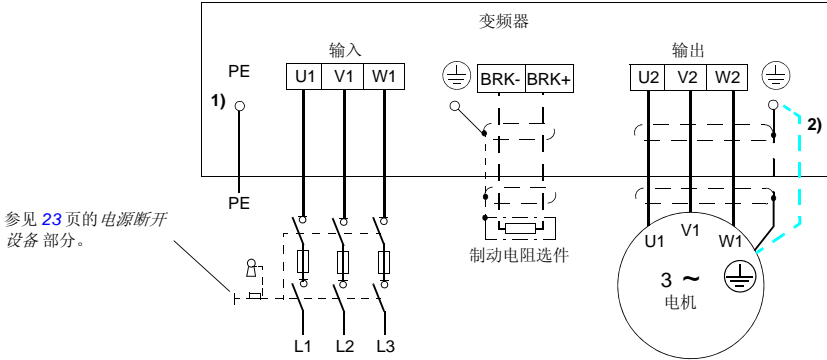 变频器
输入
输出
PE
U1 V1 W1
BRK- BRK+
U2 V2 W2
1)
2)
PE
参见 23 页的电源断开
设备 部分。
制动电阻选件
U1 V1 W1
3 ~
电机
L1 L2 L3